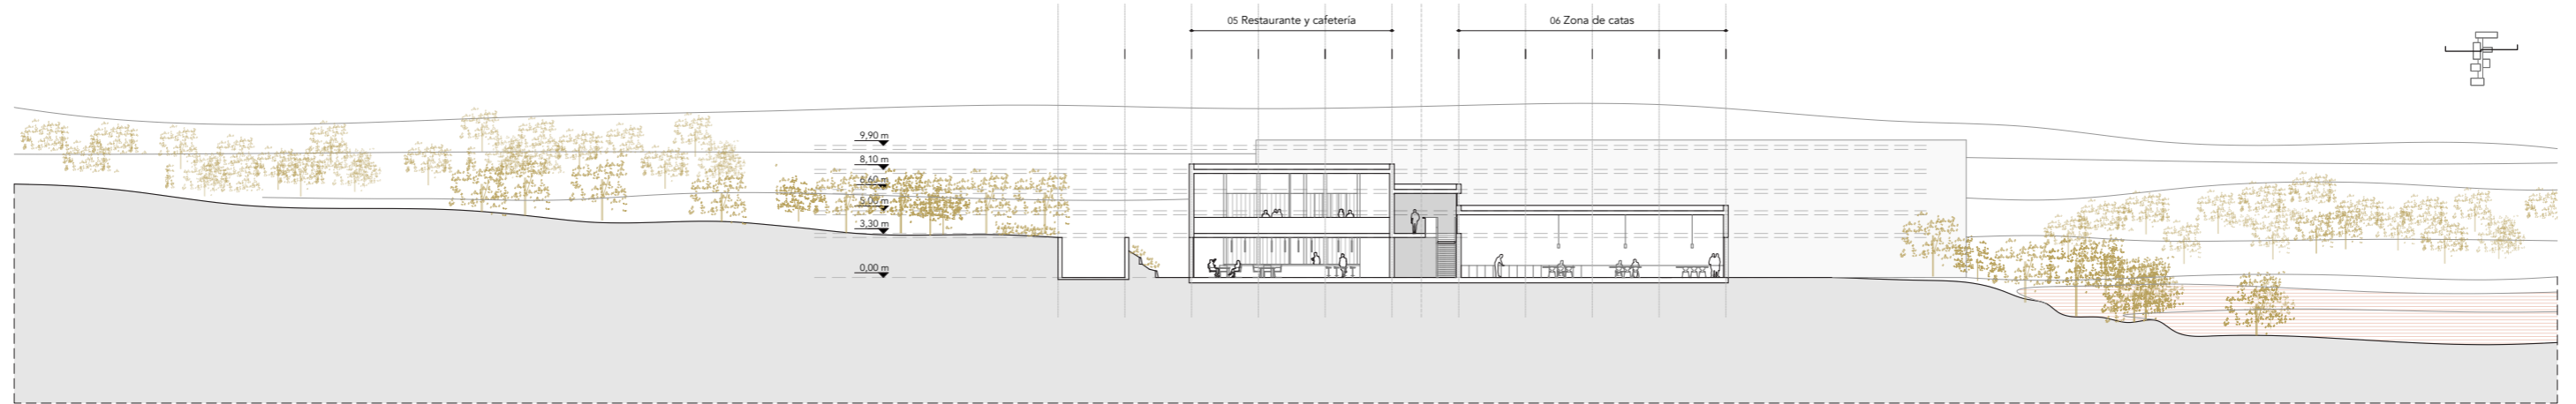 05 Restaurante y cafetería
06 Zona de catas
9,90 m
8,10 m
6,60 m
5,00 m
3,30 m
0,00 m